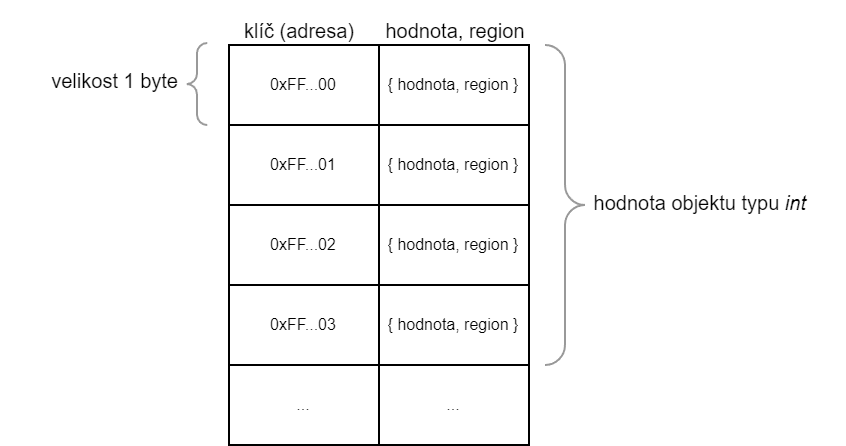 klíč (adresa) hodnota, region
velikost 1 byte
0xFF...00 { hodnota, region }
0xFF...01 { hodnota, region }
hodnota objektu typu int
0xFF...02 { hodnota, region }
0xFF...03 { hodnota, region }
... ...